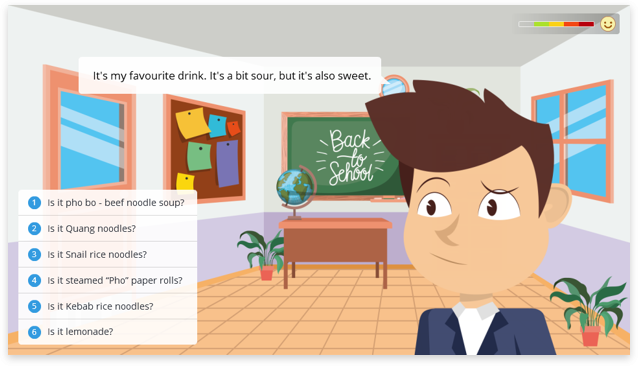 It's my favourite drink. It's a bit sour, but it's also sweet.
Back
to
School
1 Is it pho bo - beef noodle soup?
2 Is it Quang noodles?
3 Is it Snail rice noodles?
4 Is it steamed “Pho” paper rolls?
5 Is it Kebab rice noodles?
6 Is it lemonade?